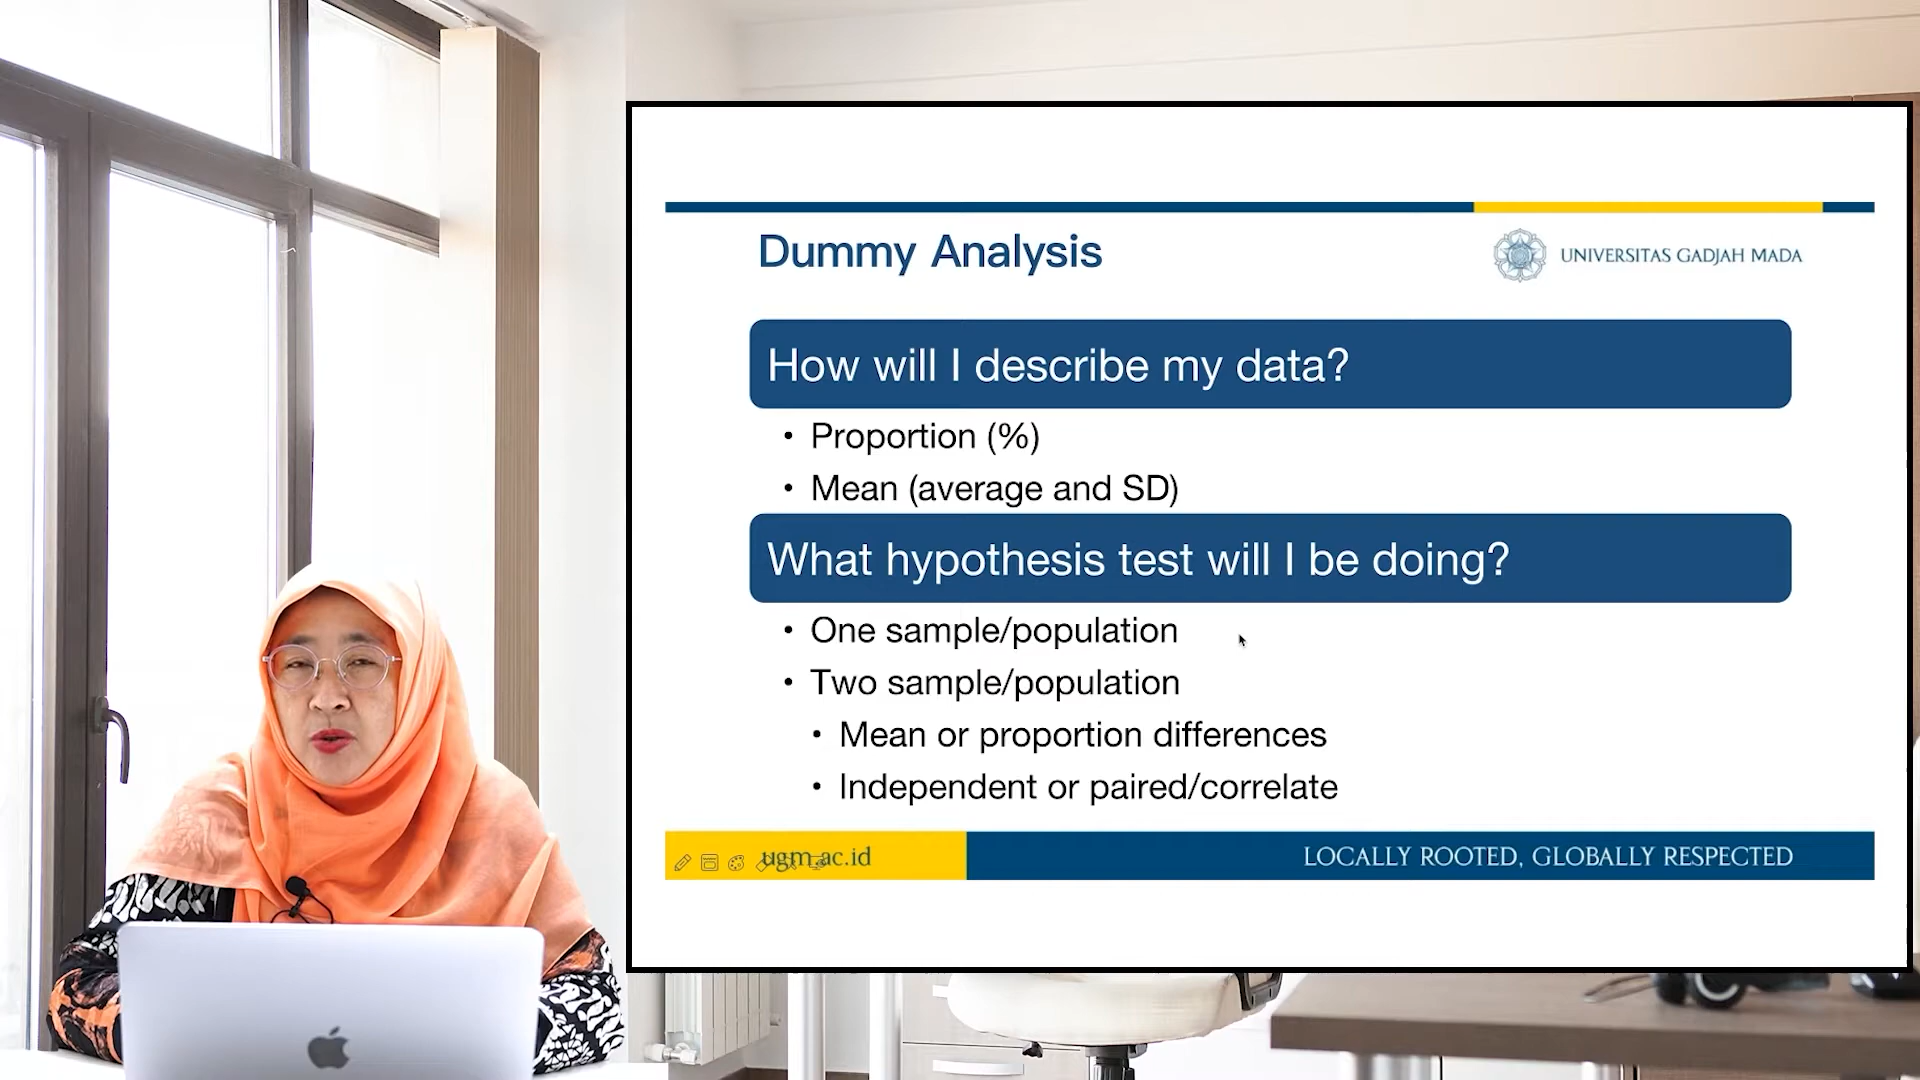 Dummy Analysis
UNIVERSITAS GADJAH MADA
How will I describe my data?
• Proportion (%)
• Mean (average and SD)
What hypothesis test will I be doing?
• One sample/population
• Two sample/population
• Mean or proportion differences
• Independent or paired/correlate
ugm.ac.id
LOCALLY ROOTED, GLOBALLY RESPECTED